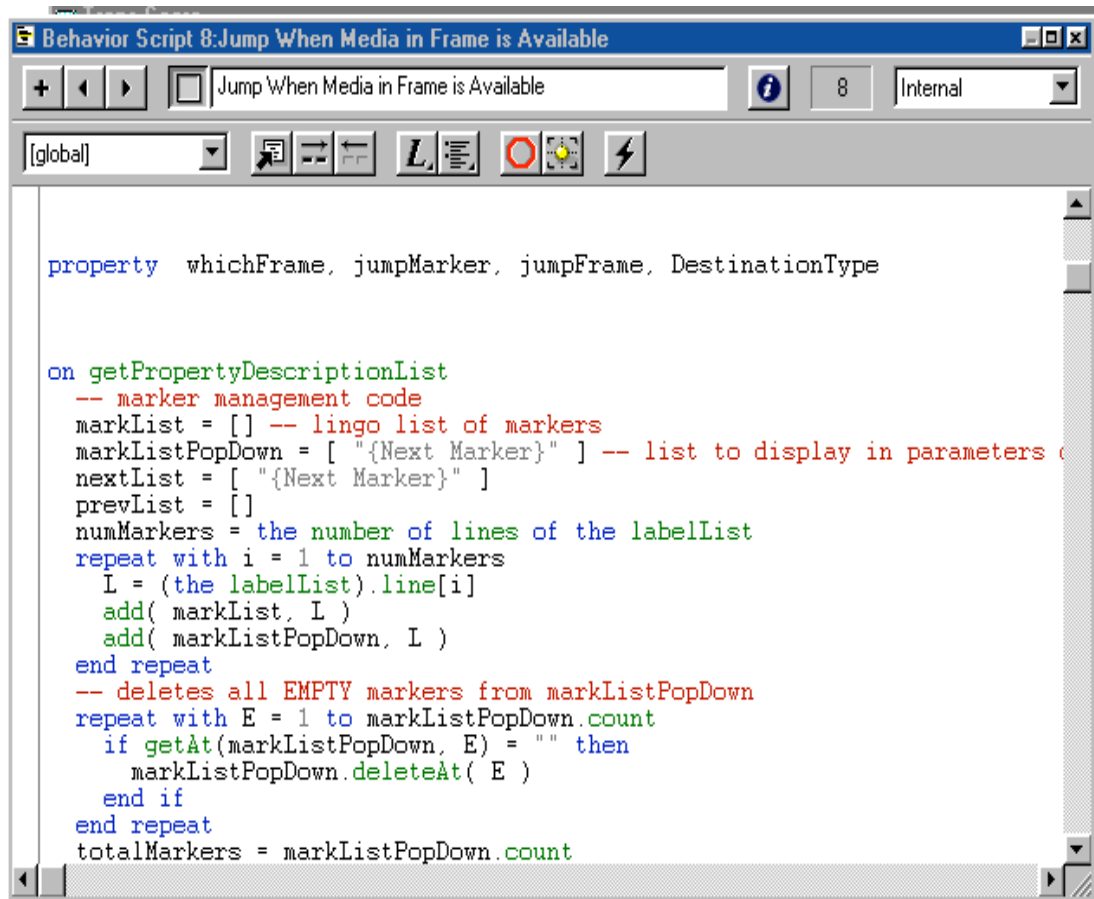 Behavior Script 8:Jump When Media in Frame is Available
Jump When Media in Frame is Available
8
Internal
[global]
L
property  whichFrame, jumpMarker, jumpFrame, DestinationType
on getPropertyDescriptionList
  -- marker management code
  markList = [] -- lingo list of markers
  markListPopDown = [ "{Next Marker}" ] -- list to display in parameters
  nextList = [ "{Next Marker}" ]
  prevList = []
  numMarkers = the number of lines of the labelList
  repeat with i = 1 to numMarkers
    L = (the labelList).line[i]
    add( markList, L )
    add( markListPopDown, L )
  end repeat
  -- deletes all EMPTY markers from markListPopDown
  repeat with E = 1 to markListPopDown.count
    if getAt(markListPopDown, E) = "" then
      markListPopDown.deleteAt( E )
    end if
  end repeat
  totalMarkers = markListPopDown.count